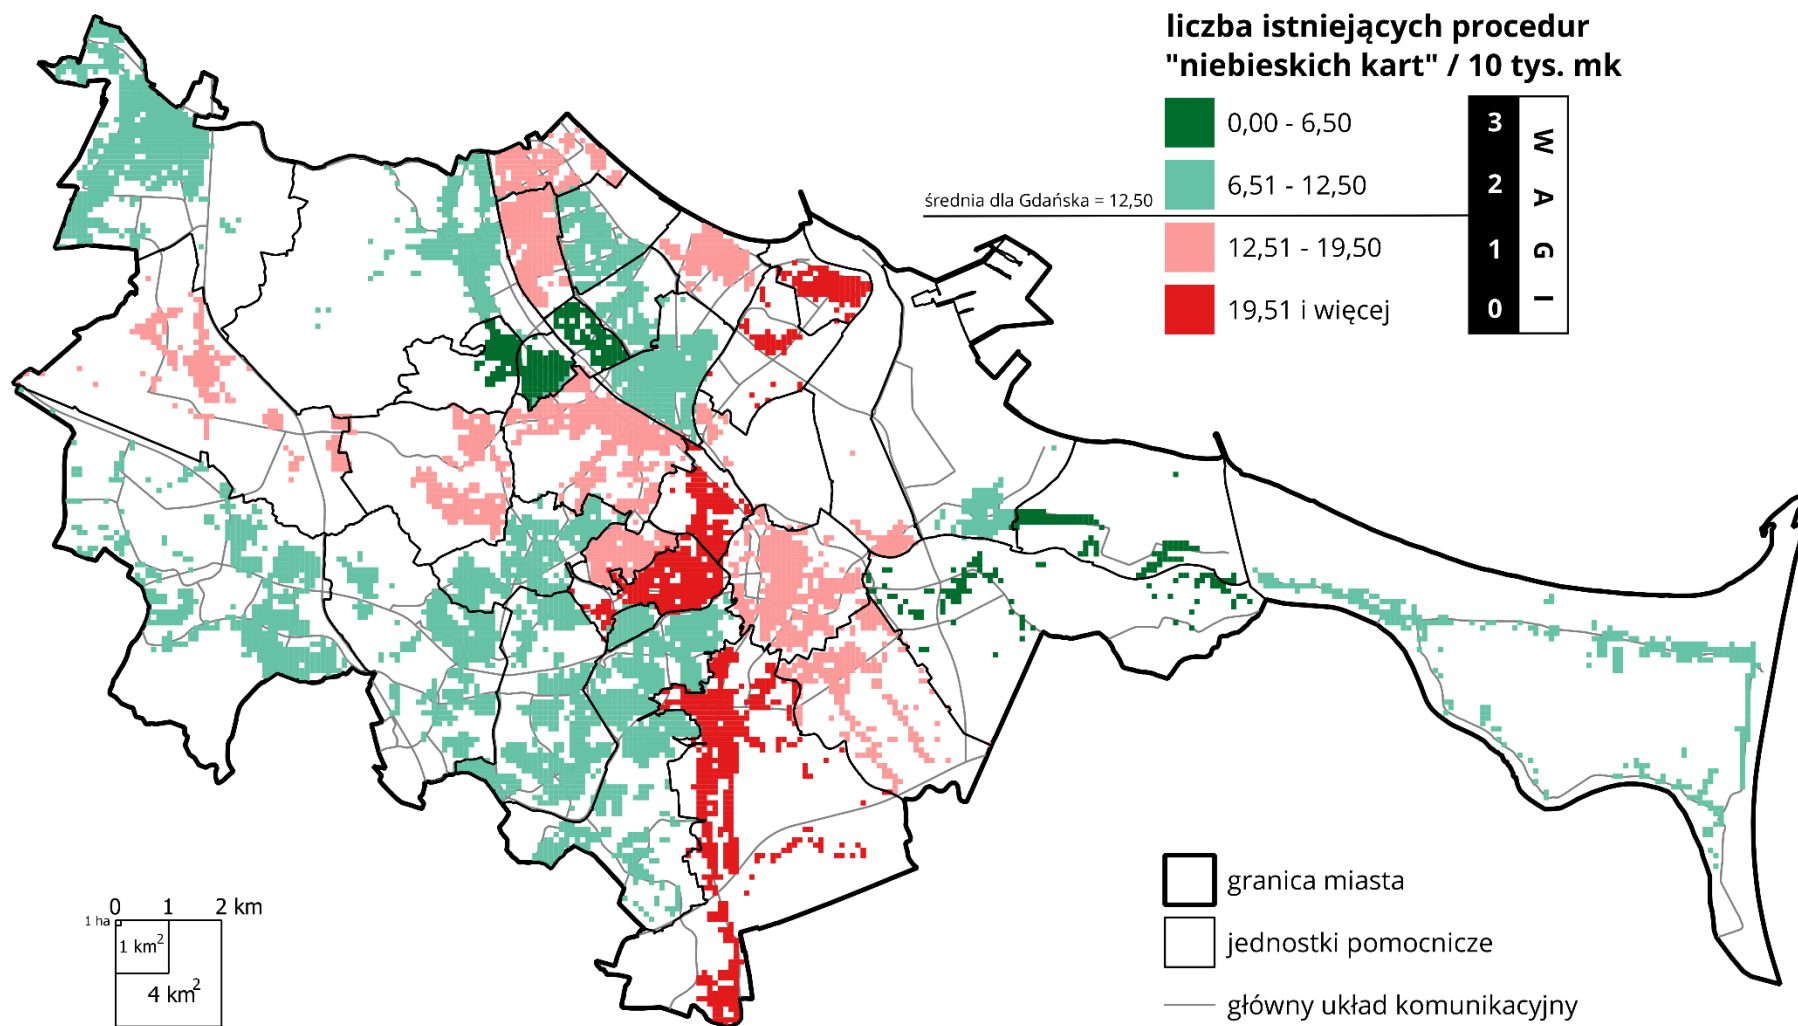 liczba istniejących procedur
"niebieskich kart" / 10 tys. mk
0,00 - 6,50
3
6,51 - 12,50
2
średnia dla Gdańska = 12,50
12,51 - 19,50
1
19,51 i więcej
0
W
A
G
I
granica miasta
jednostki pomocnicze
główny układ komunikacyjny
0 1 2 km
1 ha
1 km²
4 km²